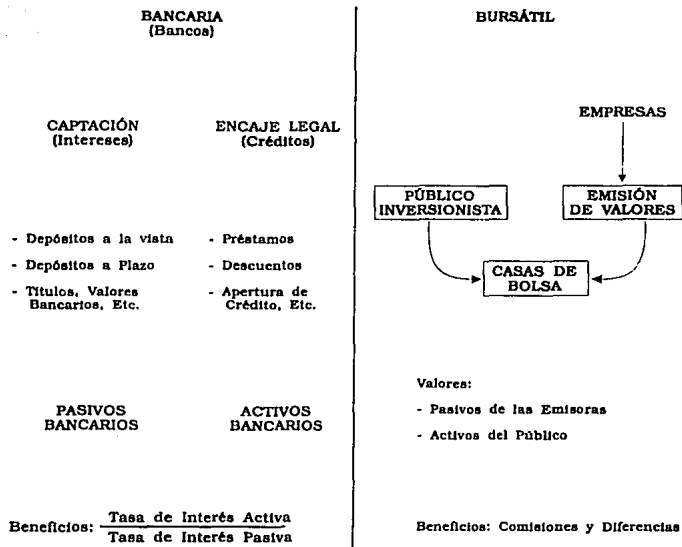 BANCARIA
(Bancos)
CAPTACIÓN
(Intereses)
ENCAJE LEGAL
(Créditos)
- Depósitos a la vista
- Depósitos a Plazo
- Títulos, Valores
Bancarios, Etc.
- Préstamos
- Descuentos
- Apertura de
Crédito, Etc.
PASIVOS
BANCARIOS
ACTIVOS
BANCARIOS
Beneficios: Tasa de Interés Activa
Tasa de Interés Pasiva
BURSÁTIL
EMPRESAS
PÚBLICO
INVERSIONISTA
EMISIÓN
DE VALORES
CASAS DE
BOLSA
Valores:
- Pasivos de las Emisoras
- Activos del Público
Beneficios: Comisiones y Diferencias